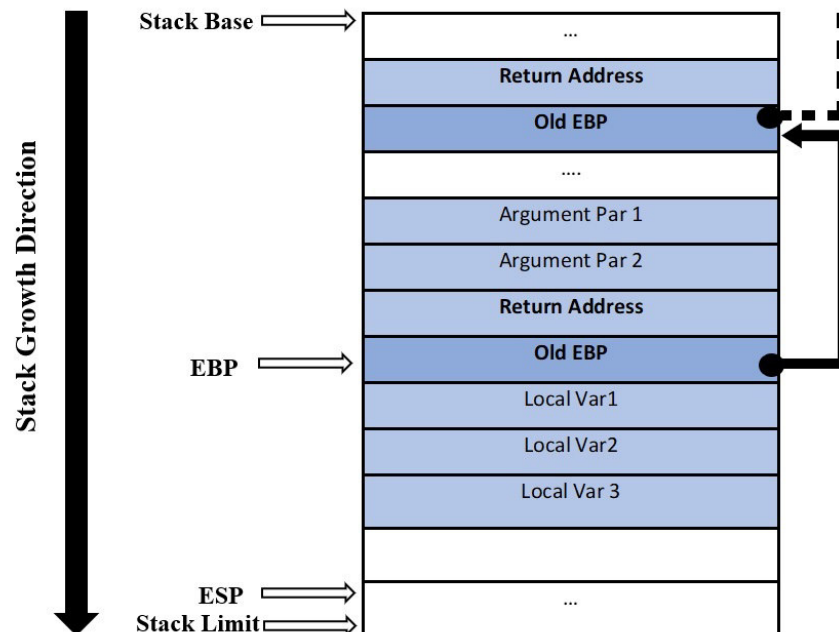 Stack Base
...
Return Address
Old EBP
....
Argument Par 1
Argument Par 2
Return Address
EBP
Old EBP
Local Var1
Local Var2
Local Var 3
ESP
...
Stack Limit
Stack Growth Direction